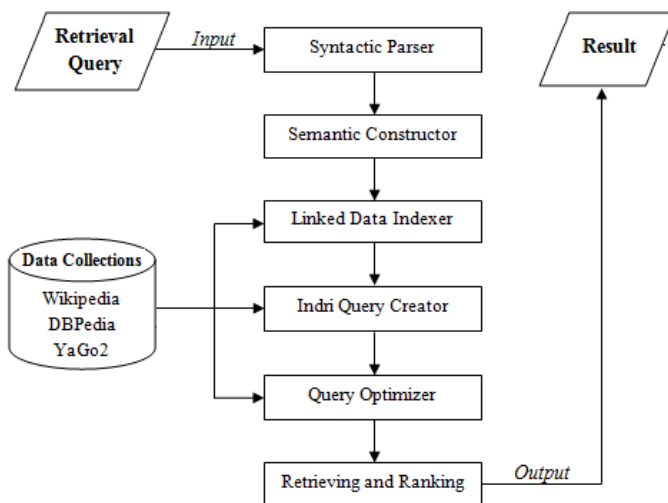 Retrieval
Query
Input
Syntactic Parser
Result
Semantic Constructor
Linked Data Indexer
Data Collections
Wikipedia
DBPedia
YaGo2
Indri Query Creator
Query Optimizer
Retrieving and Ranking
Output